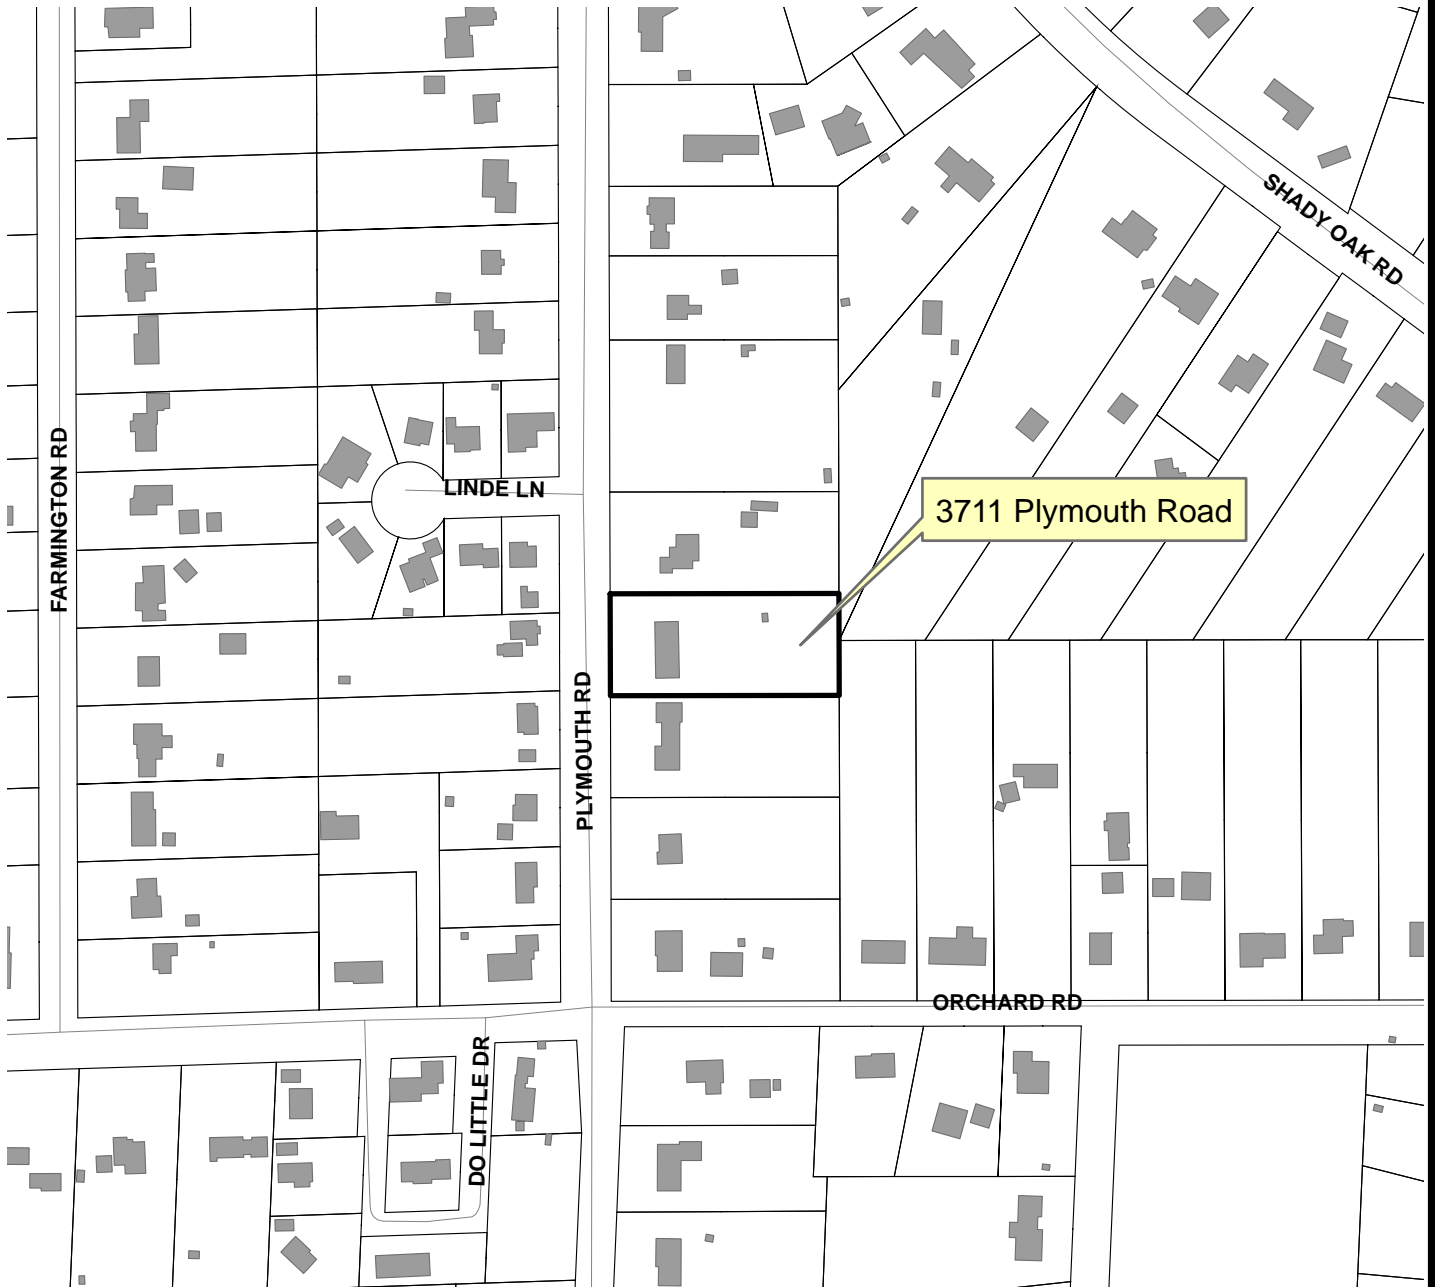 SHADY OAK RD
FARMINGTON RD
LINDE LN
3711 Plymouth Road
PLYMOUTH RD
ORCHARD RD
DO LITTLE DR